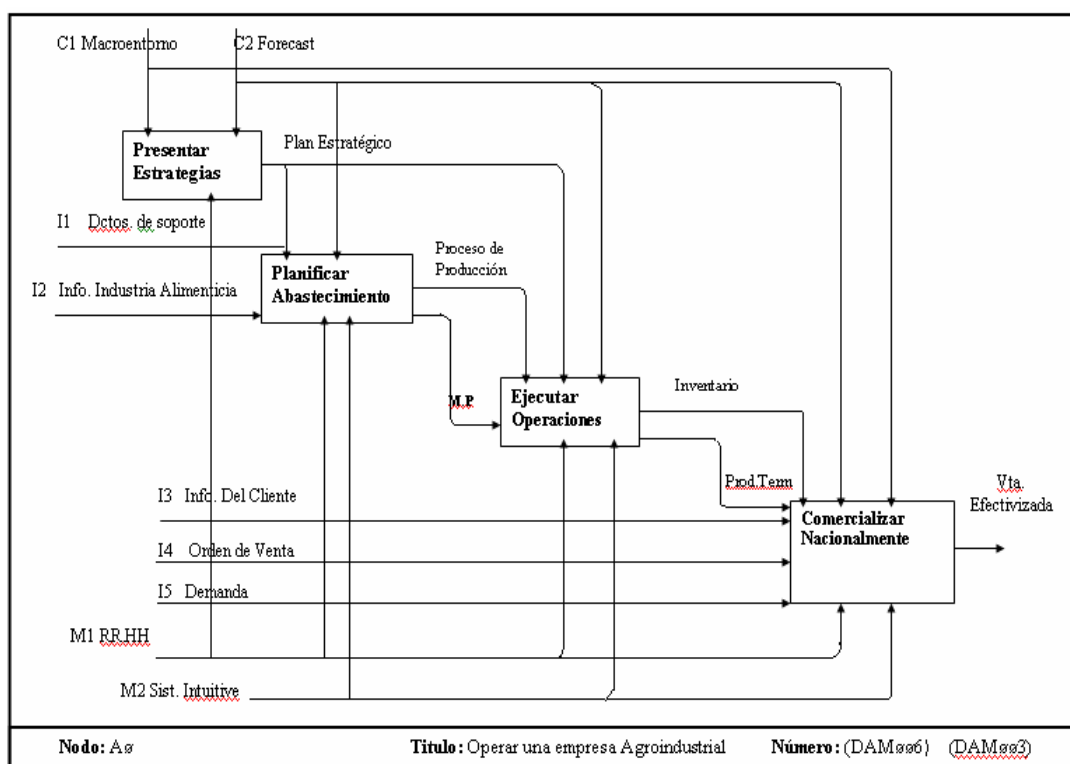 C1 Macroentorno
C2 Forecast
Presentar
Estrategias
Plan Estratégico
I1 Dctos. de soporte
Proceso de
Producción
Planificar
Abastecimiento
I2 Info. Industria Alimenticia
Ejecutar
Operaciones
Inventario
M.P
Prod.Term
Vta.
Efectivizada
I3 Info. Del Cliente
Comercializar
Nacionalmente
I4 Orden de Venta
I5 Demanda
M1 RR.HH
M2 Sist. Intuitive
Nodo: Aø Titulo: Operar una empresa Agroindustrial Número: (DAMøø6} (DAMøø3)